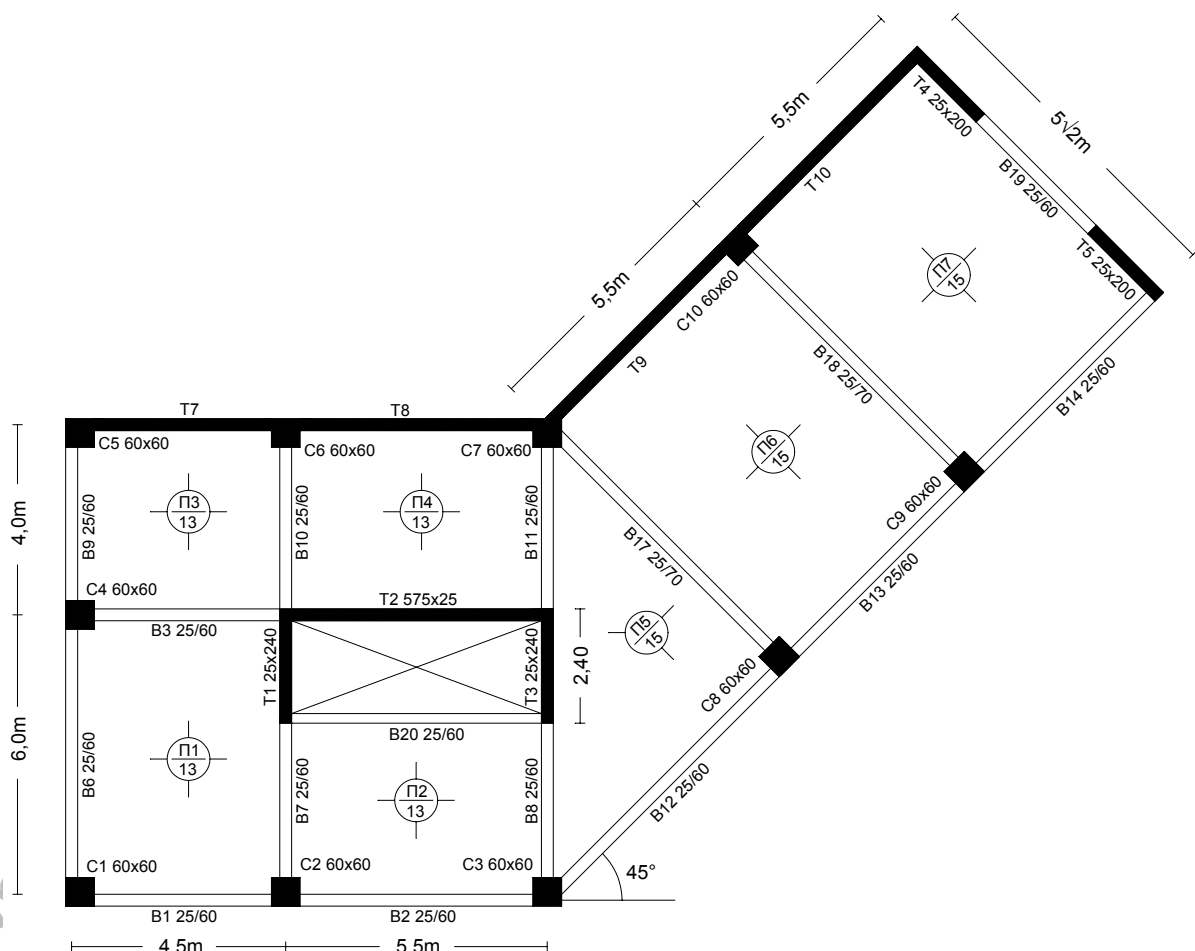 5,5m
5√2m
T4 25x200
T10
B19 25/60
T5 25x200
Π7
15
5,5m
C10 60x60
B18 25/70
B14 25/60
T9
T7
T8
C5 60x60
C6 60x60
C7 60x60
Π6
15
C9 60x60
4,0m
B9 25/60
Π3
13
B10 25/60
Π4
13
B11 25/60
B17 25/70
B13 25/60
C4 60x60
T2 575x25
B3 25/60
Π5
15
T1 25x240
T3 25x240
2,40
C8 60x60
6,0m
B6 25/60
Π1
13
B20 25/60
B7 25/60
Π2
13
B8 25/60
B12 25/60
C1 60x60
C2 60x60
C3 60x60
45°
B1 25/60
B2 25/60
4,5m
5,5m